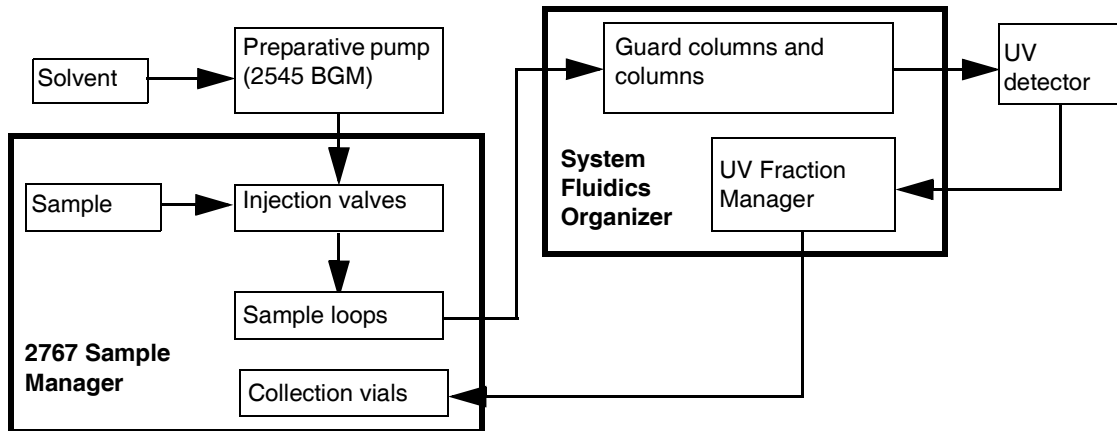 Solvent
Preparative pump
(2545 BGM)
Guard columns and
columns
UV
detector
Sample
Injection valves
System
Fluidics
Organizer
UV Fraction
Manager
Sample loops
2767 Sample
Manager
Collection vials